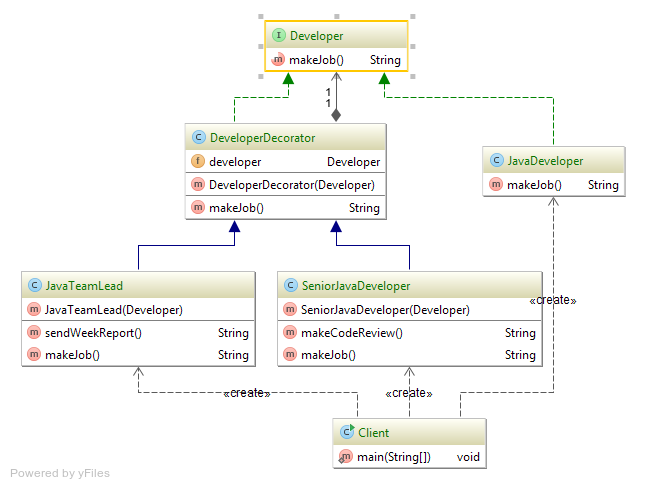 I Developer
m makeJob() String
1
1
C DeveloperDecorator
f developer Developer
m DeveloperDecorator(Developer)
m makeJob() String
C JavaDeveloper
m makeJob() String
C JavaTeamLead
m JavaTeamLead(Developer)
m sendWeekReport() String
m makeJob() String
C SeniorJavaDeveloper
m SeniorJavaDeveloper(Developer)
m makeCodeReview() String
m makeJob() String
«create»
«create»
«create»
C Client
m main(String[]) void
Powered by yFiles